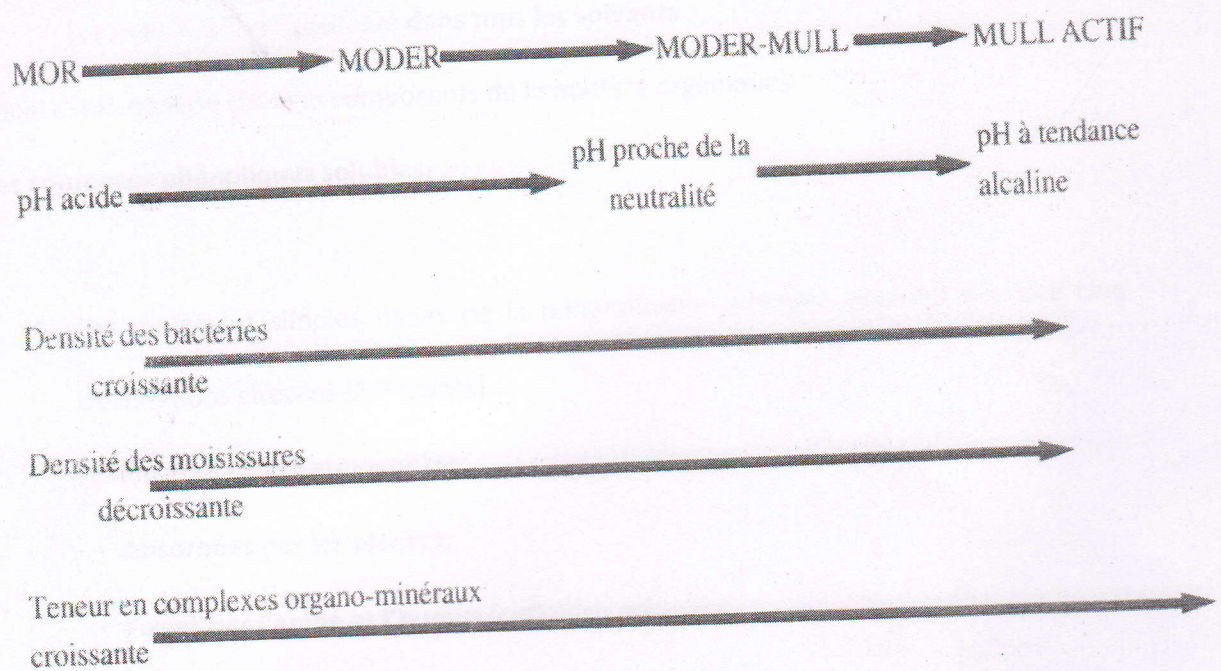 MOR MODER MODER-MULL MULL ACTIF
pH acide pH proche de la neutralité pH à tendance alcaline
Densité des bactéries
croissante
Densité des moisissures
décroissante
Teneur en complexes organo-minéraux
croissante